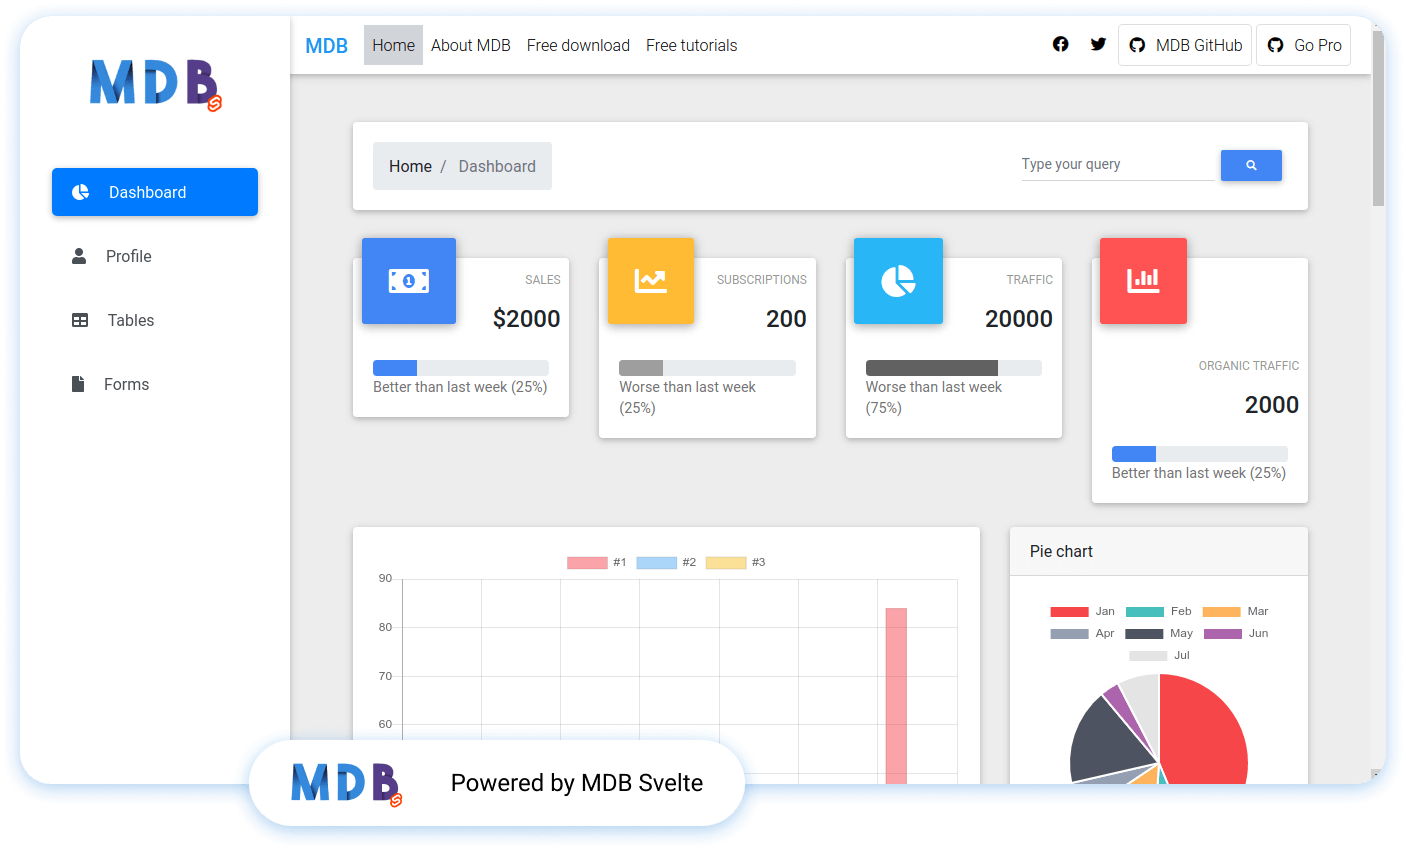 MDB
MDB
Home
About MDB
Free download
Free tutorials
MDB GitHub
Go Pro
Dashboard
Profile
Tables
Forms
Home / Dashboard
Type your query
1
SALES
$2000
Better than last week (25%)
SUBSCRIPTIONS
200
Worse than last week
(25%)
TRAFFIC
20000
Worse than last week
(75%)
ORGANIC TRAFFIC
2000
Better than last week (25%)
#1 #2 #3
90
80
70
60
Pie chart
Jan Feb Mar
Apr May Jun
Jul
MDB
Powered by MDB Svelte